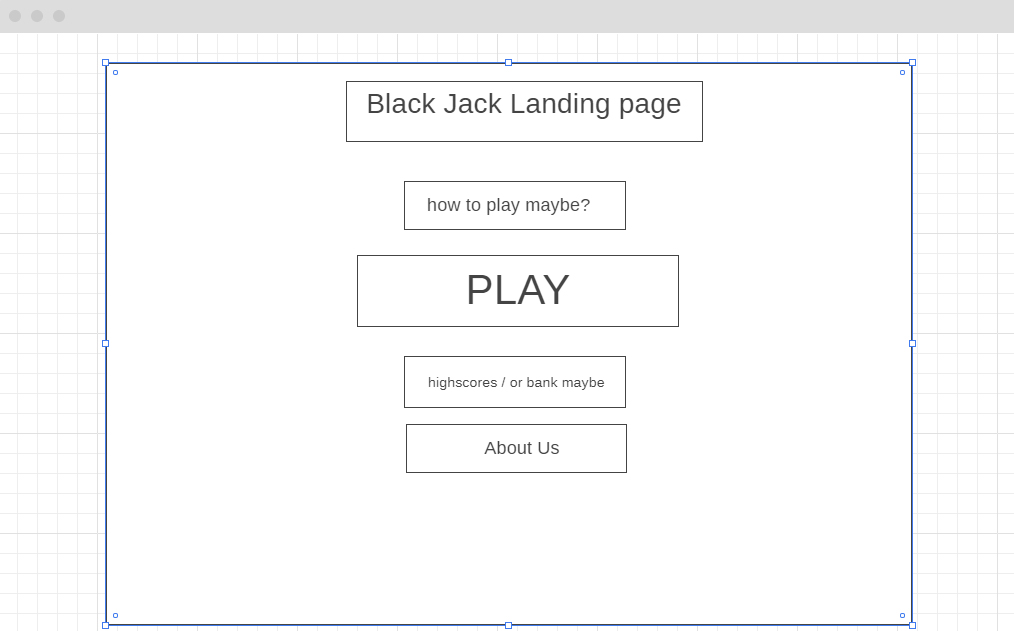 Black Jack Landing page
how to play maybe?
PLAY
highscores / or bank maybe
About Us